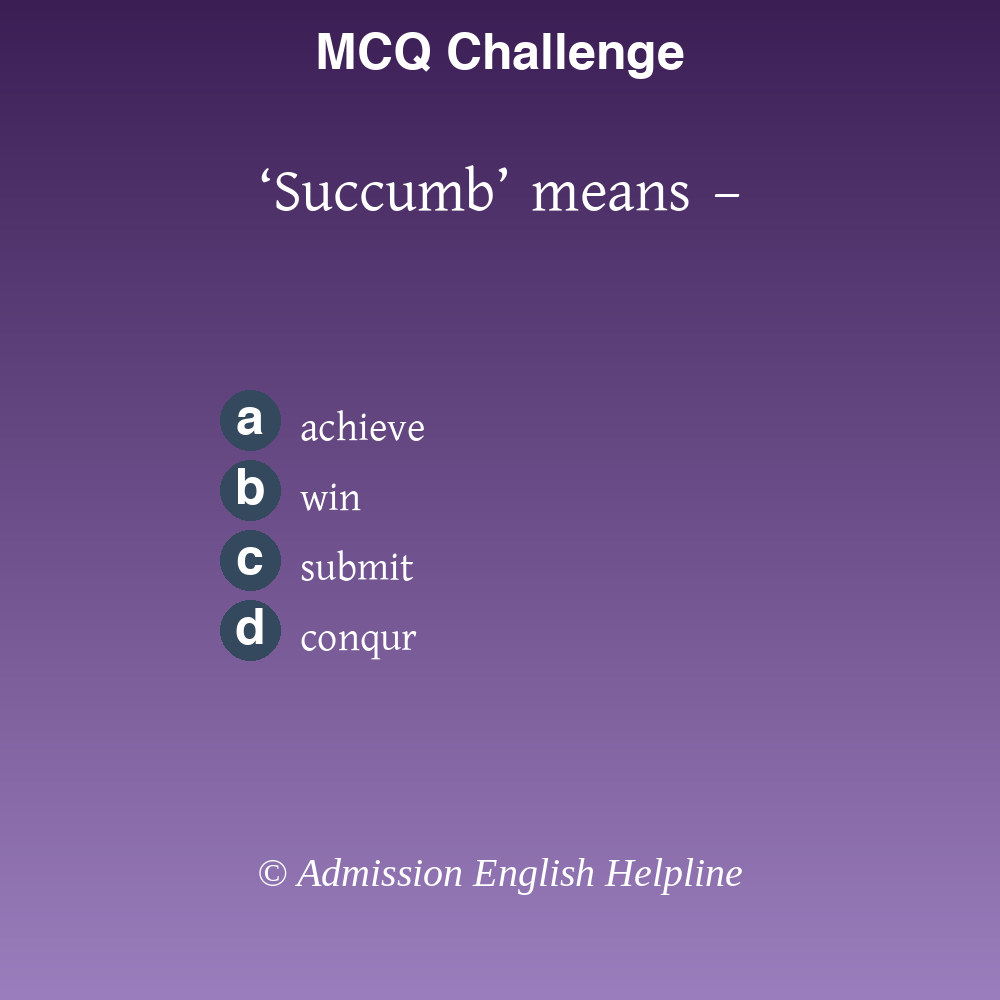 MCQ Challenge
‘Succumb’ means –
a achieve
b win
c submit
d conqur
© Admission English Helpline